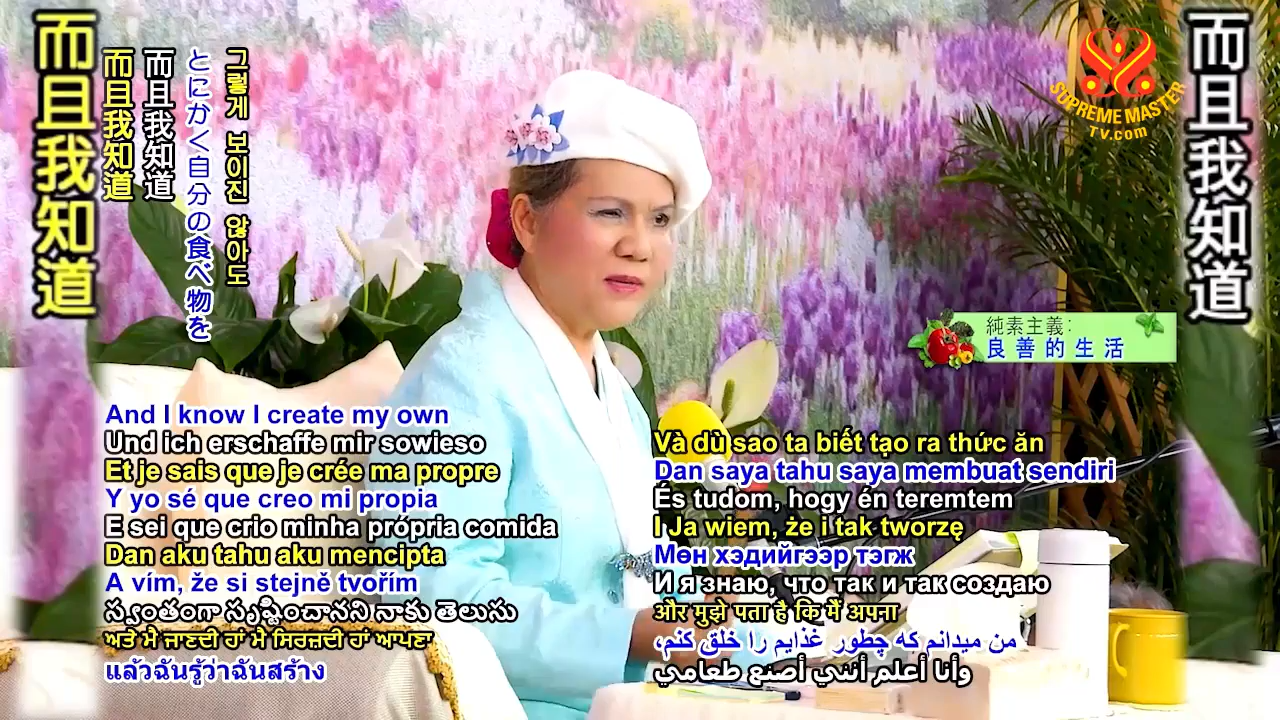 而且我知道
而且我知道
而且我知道
とにかく自分の食べ物を
그렇게 보이진 않아도
SUPREME MASTER
TV.com
而且我知道
純素主義:
良善的生活
And I know I create my own
Und ich erschaffe mir sowieso
Et je sais que je crée ma propre
Y yo sé que creo mi propia
E sei que crio minha própria comida
Dan aku tahu aku mencipta
A vím, že si stejně tvořím
స్వంతంగా సృష్టించానని నాకు తెలుసు
ਅਤੇ ਮੈ ਜਾਣਦੀ ਹਾਂ ਮੈ ਸਿਰਜ਼ਦੀ ਹਾਂ ਆਪਣਾ
แล้วฉันรู้ว่าฉันสร้าง
Và dù sao ta biết tạo ra thức ăn
Dan saya tahu saya membuat sendiri
És tudom, hogy én teremtem
I Ja wiem, że i tak tworzę
Мөн хэдийгээр тэгж
И я знаю, что так и так создаю
और मुझे पता है कि मैं अपना
من میدانم که چطور غذایم را خلق کنم،
وأنا أعلم أنني أصنع طعامي